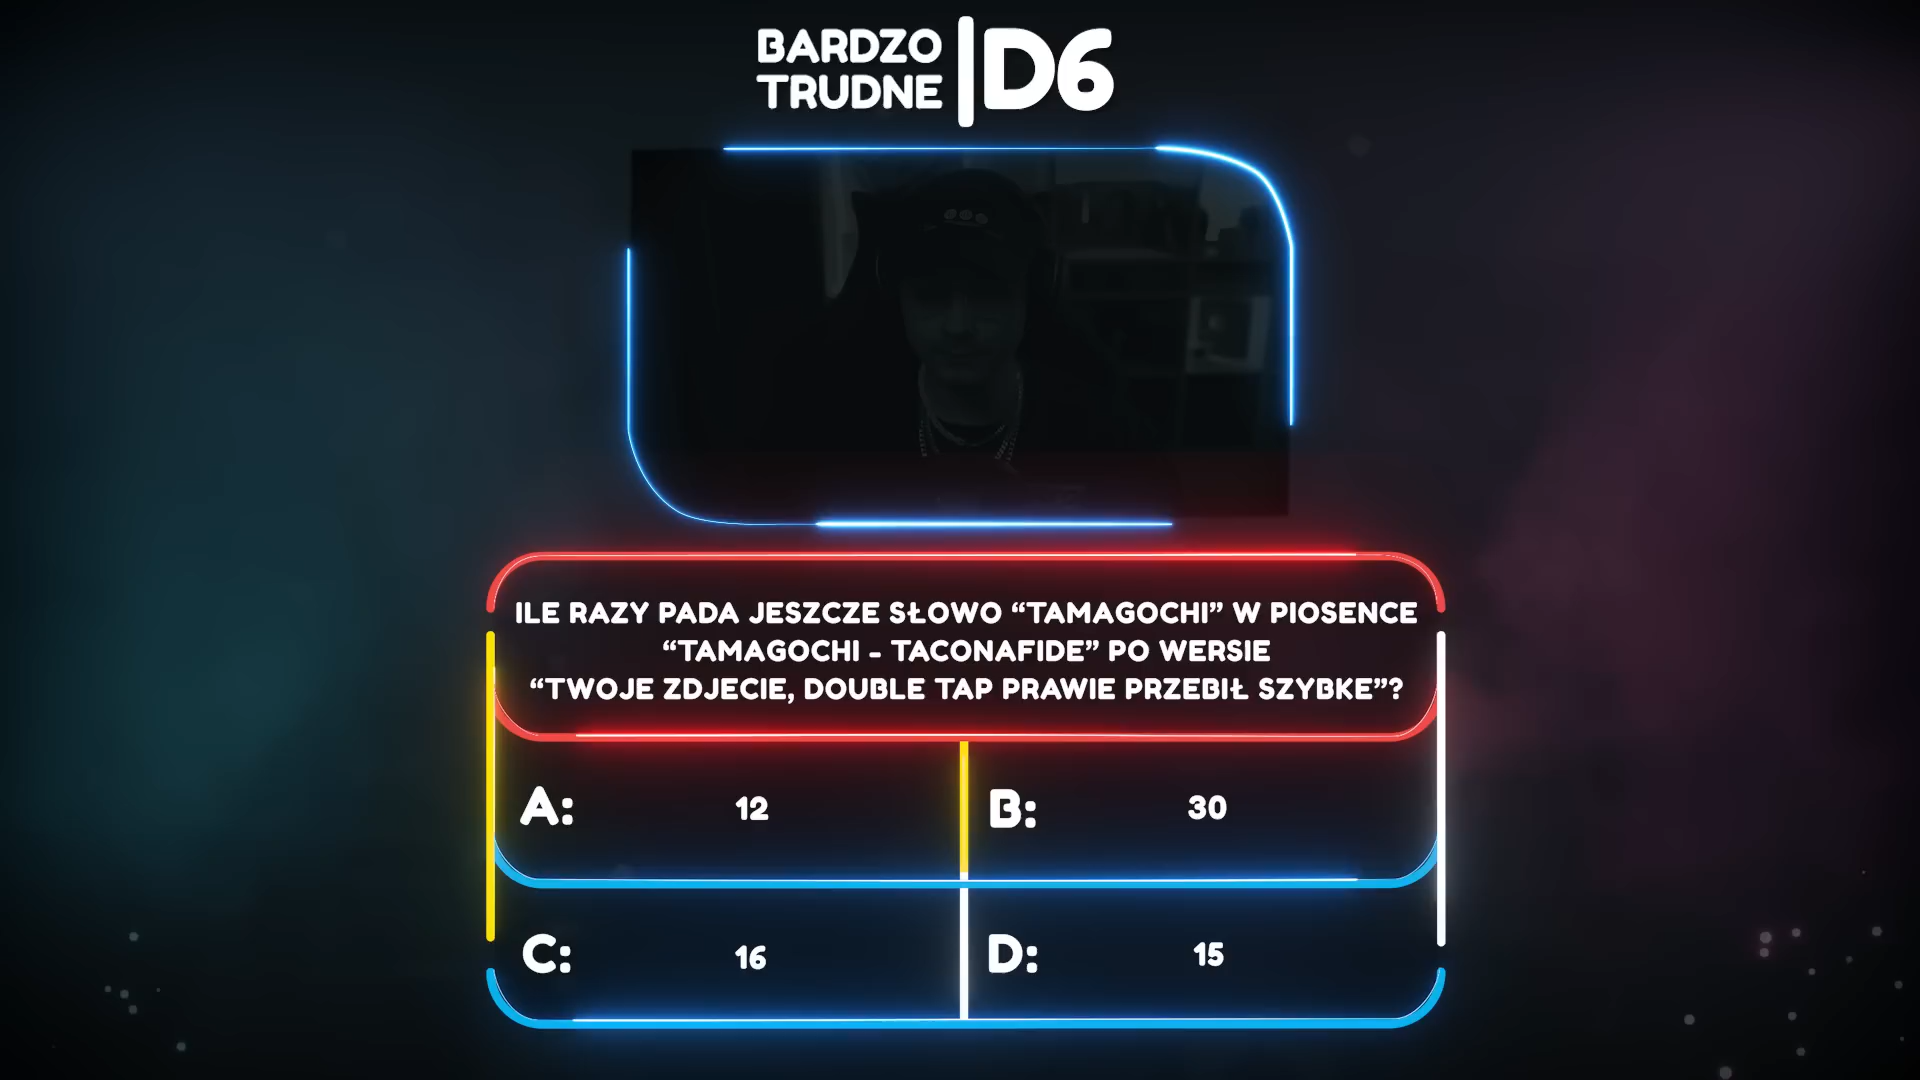 BARDZO
TRUDNE
D6
ILE RAZY PADA JESZCZE SŁOWO “TAMAGOCHI” W PIOSENCE
“TAMAGOCHI - TACONAFIDE” PO WERSIE
“TWOJE ZDJECIE, DOUBLE TAP PRAWIE PRZEBIŁ SZYBKE”?
A: 12
B: 30
C: 16
D: 15